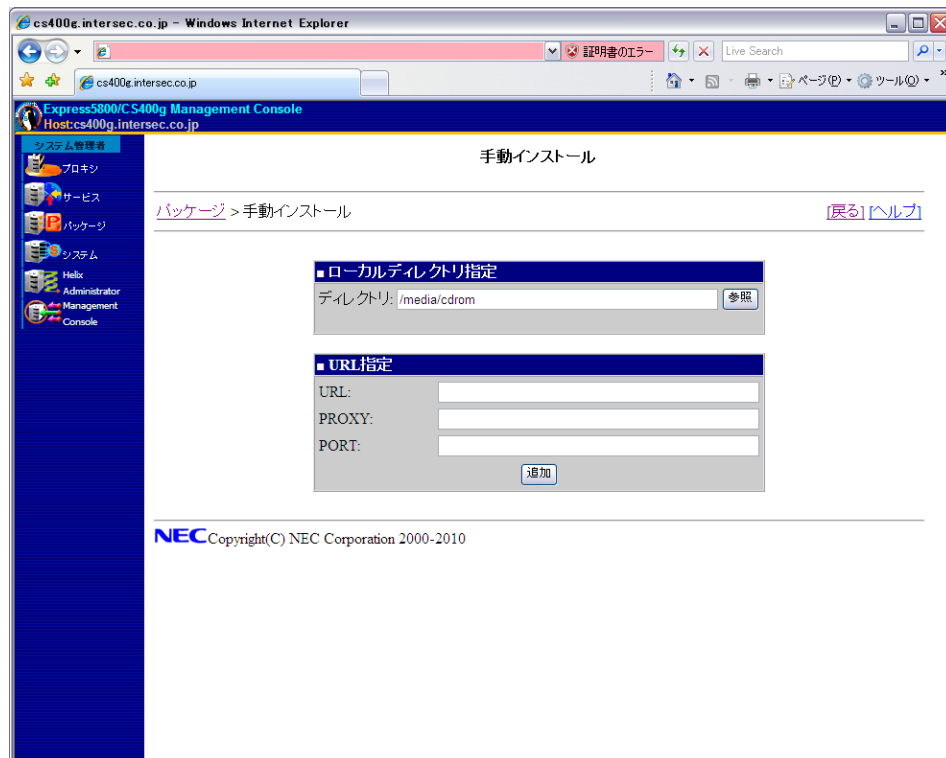 cs400g.intersec.co.jp - Windows Internet Explorer
証明書のエラー
Live Search
cs400g.intersec.co.jp
ページ(P)
ツール(O)
Express5800/CS400g Management Console
Host:cs400g.intersec.co.jp
システム管理者
プロキシ
サービス
パッケージ
システム
Helix
Administrator
Management
Console
手動インストール
パッケージ > 手動インストール
[戻る] [ヘルプ]
■ローカルディレクトリ指定
ディレクトリ: /media/cdrom
参照
■URL指定
URL:
PROXY:
PORT:
追加
NEC Copyright(C) NEC Corporation 2000-2010